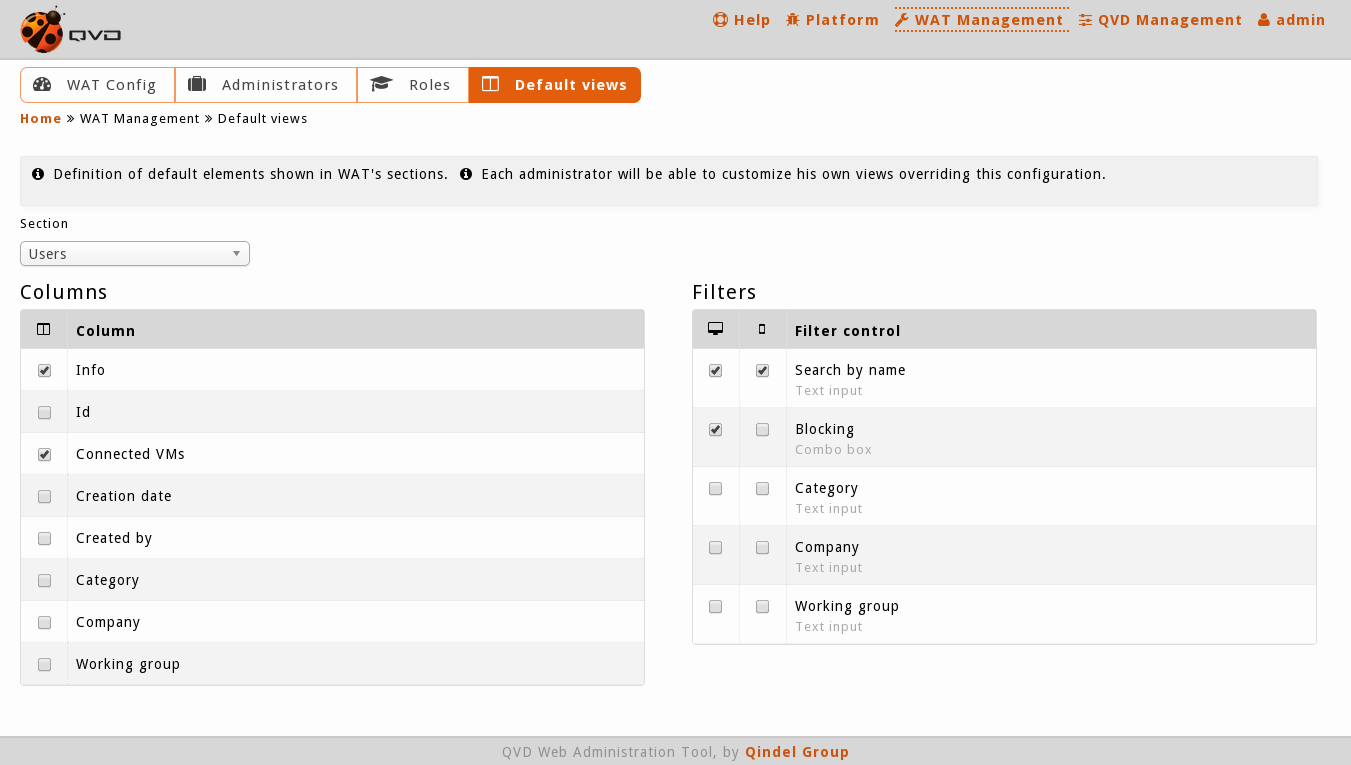 QVD
Help Platform WAT Management QVD Management admin
WAT Config Administrators Roles Default views
Home » WAT Management » Default views
Definition of default elements shown in WAT's sections. Each administrator will be able to customize his own views overriding this configuration.
Section
Users
Columns
Column
Info
Id
Connected VMs
Creation date
Created by
Category
Company
Working group
Filters
Filter control
Search by name
Text input
Blocking
Combo box
Category
Text input
Company
Text input
Working group
Text input
QVD Web Administration Tool, by Qindel Group